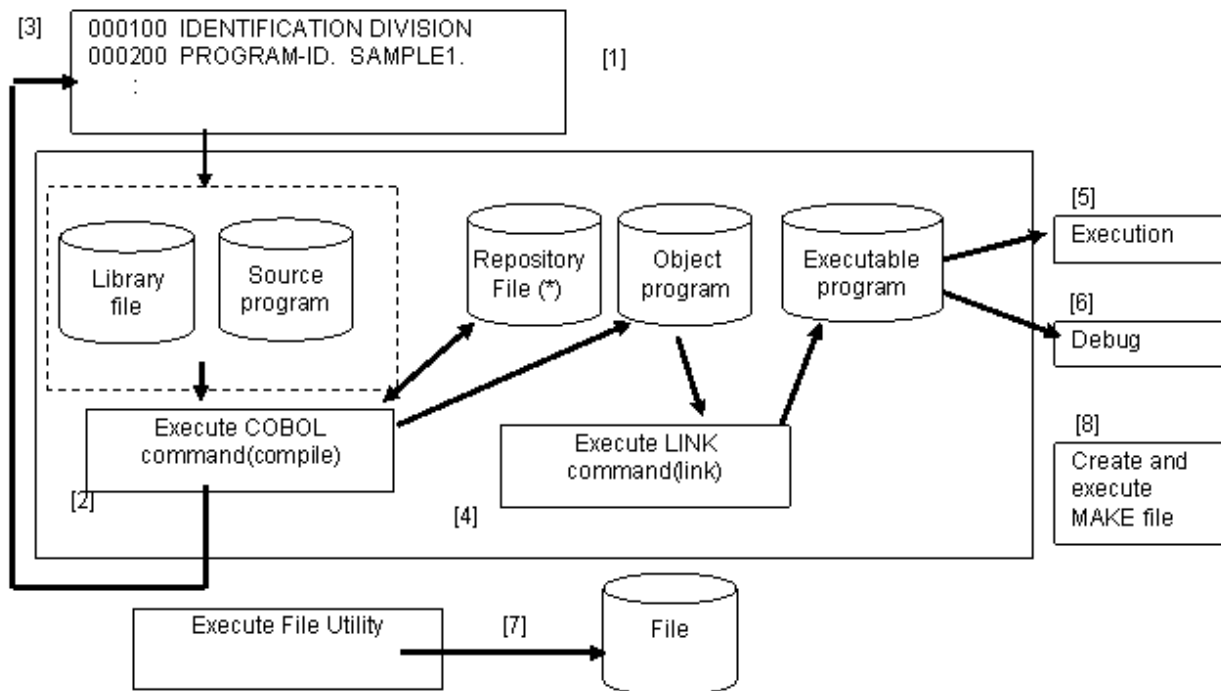 [3]
000100 IDENTIFICATION DIVISION
000200 PROGRAM-ID. SAMPLE1.
:
[1]
Library
file
Source
program
Repository
File (*)
Object
program
Executable
program
[5]
Execution
[6]
Debug
Execute COBOL
command(compile)
[2]
Execute LINK
command(link)
[4]
[8]
Create and
execute
MAKE file
Execute File Utility
[7]
File